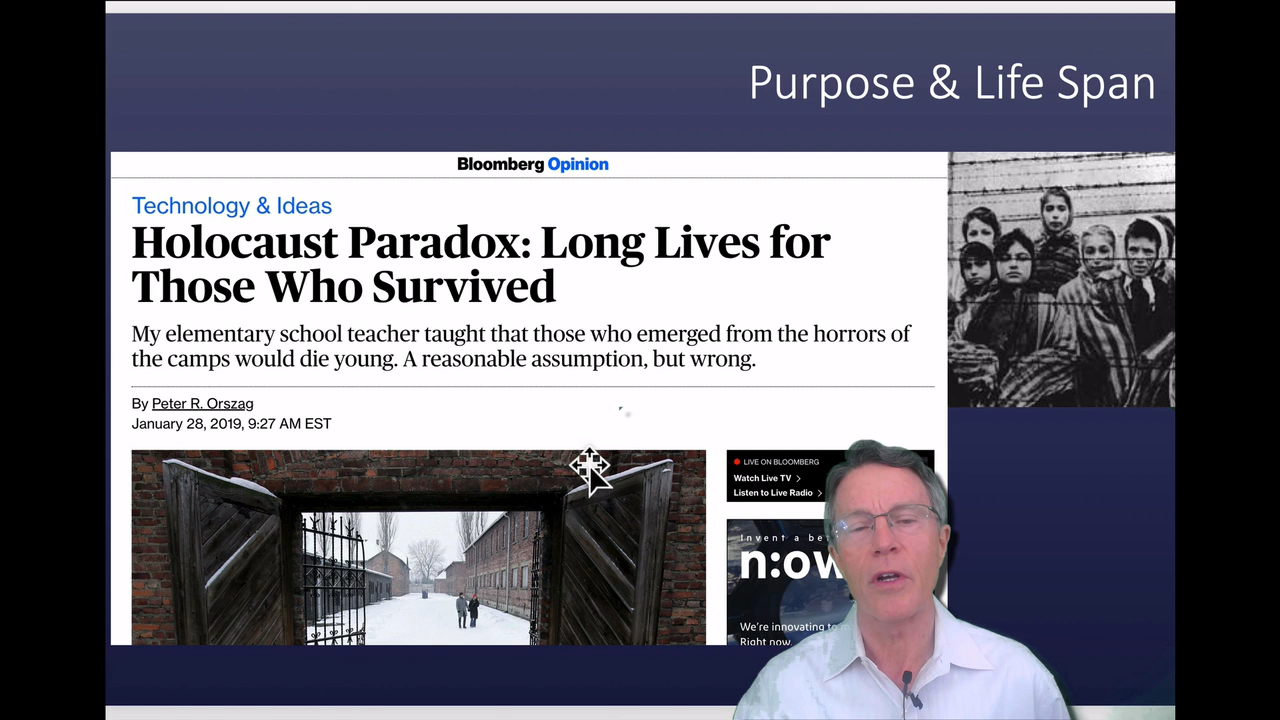 Purpose & Life Span
Bloomberg Opinion
Technology & Ideas
Holocaust Paradox: Long Lives for
Those Who Survived
My elementary school teacher taught that those who emerged from the horrors of
the camps would die young. A reasonable assumption, but wrong.
By Peter R. Orszag
January 28, 2019, 9:27 AM EST
LIVE ON BLOOMBERG
Watch Live TV
Listen to Live Radio
Invent a
n:ow
We're innovating to
Right now.